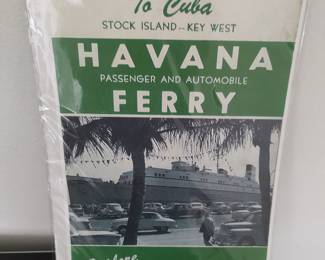 To Cuba
STOCK ISLAND - KEY WEST
HAVANA
PASSENGER AND AUTOMOBILE
FERRY